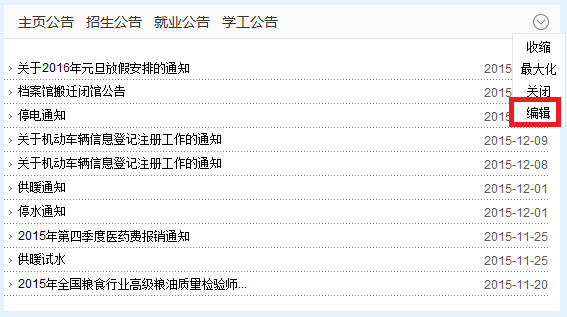 主页公告 招生公告 就业公告 学工公告
收缩
最大化
关闭
编辑
关于2016年元旦放假安排的通知 2015-
档案馆搬迁闭馆公告 2015-
停电通知 2015-
关于机动车辆信息登记注册工作的通知 2015-12-09
关于机动车辆信息登记注册工作的通知 2015-12-08
供暖通知 2015-12-01
停水通知 2015-12-01
2015年第四季度医药费报销通知 2015-11-25
供暖试水 2015-11-25
2015年全国粮食行业高级粮油质量检验师... 2015-11-20